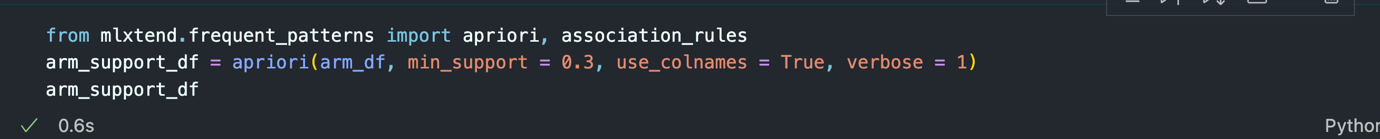 from mlxtend.frequent_patterns import apriori, association_rules
arm_support_df = apriori(arm_df, min_support = 0.3, use_colnames = True, verbose = 1)
arm_support_df
0.6s